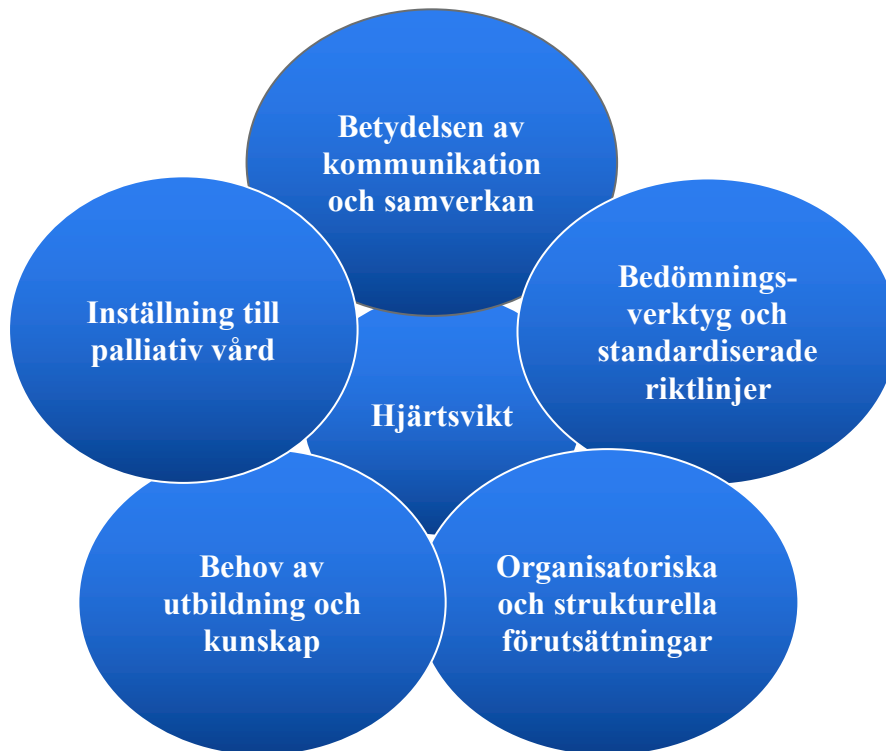 Betydelsen av
kommunikation
och samverkan
Bedömnings-
verktyg och
standardiserade
riktlinjer
Inställning till
palliativ vård
Hjärtsvikt
Behov av
utbildning och
kunskap
Organisatoriska
och strukturella
förutsättningar